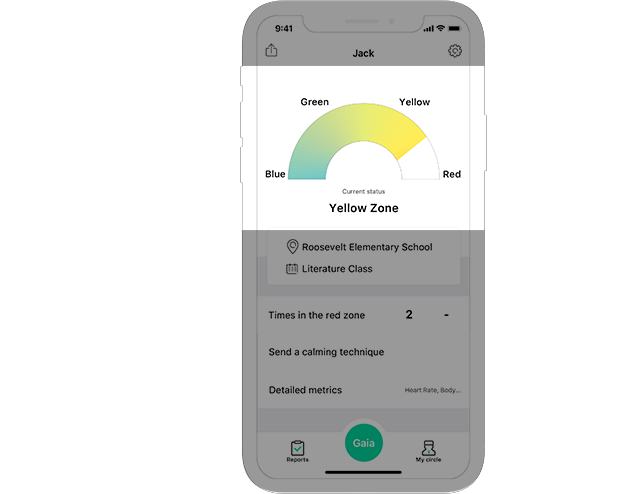 9:41
Jack
Green Yellow
Blue Red
Current status
Yellow Zone
Roosevelt Elementary School
Literature Class
Times in the red zone 2 -
Send a calming technique
Detailed metrics Heart Rate, Body...
Gaia
Reports My circle